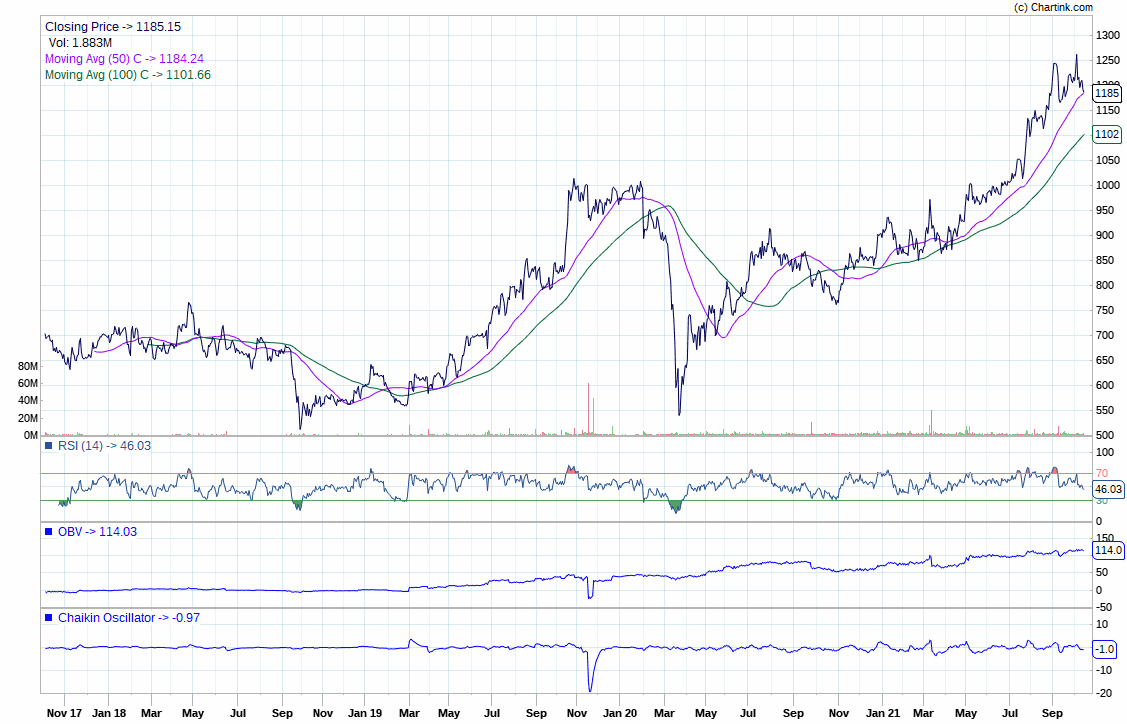 (c) Chartink.com
Closing Price -> 1185.15
Vol: 1.883M
Moving Avg (50) C -> 1184.24
Moving Avg (100) C -> 1101.66
1300
1250
1200
1185
1150
1102
1050
1000
950
900
850
800
750
700
650
600
550
500
80M
60M
40M
20M
0M
RSI (14) -> 46.03
100
70
46.03
30
0
OBV -> 114.03
150
114.0
50
0
-50
Chaikin Oscillator -> -0.97
10
-1.0
-10
-20
Nov 17 Jan 18 Mar May Jul Sep Nov Jan 19 Mar May Jul Sep Nov Jan 20 Mar May Jul Sep Nov Jan 21 Mar May Jul Sep